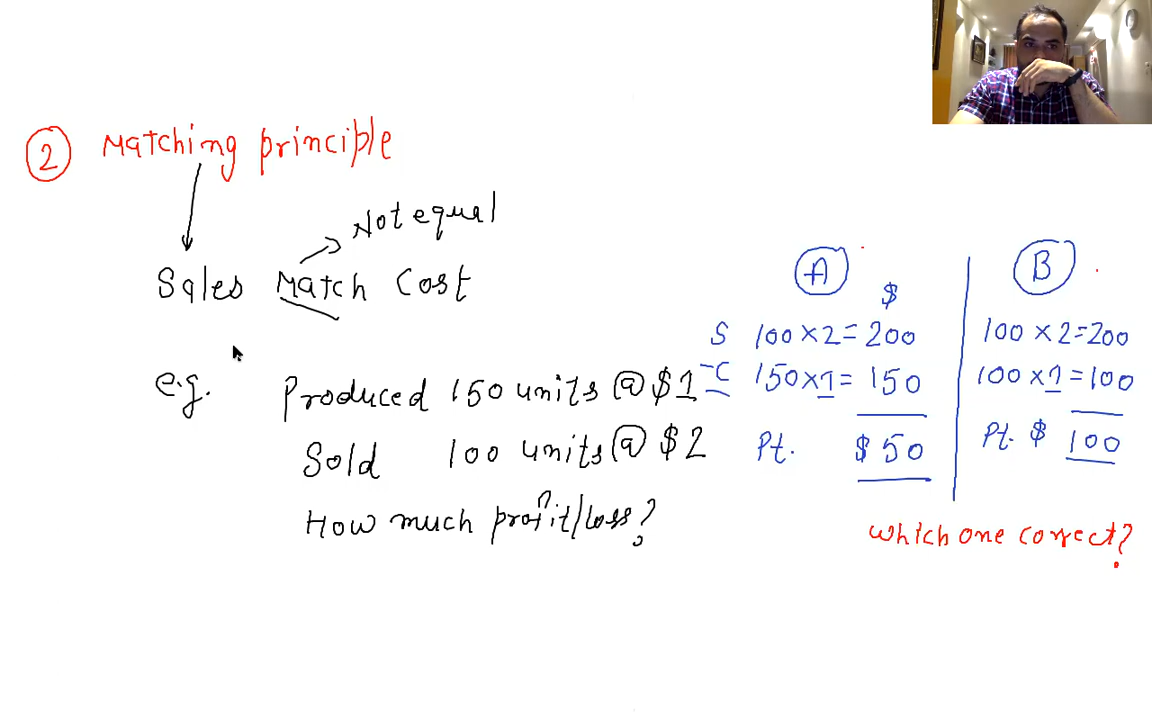 2 Matching principle
Not equal
Sales Match Cost
e.g. Produced 150 units @ $1
Sold 100 units @ $2
How much profit/Loss?
A
$
S 100 × 2 = 200
-C 150 × 1 = 150
Pt. $ 50
B
100 × 2 = 200
100 × 1 = 100
Pt. $ 100
Which one correct?